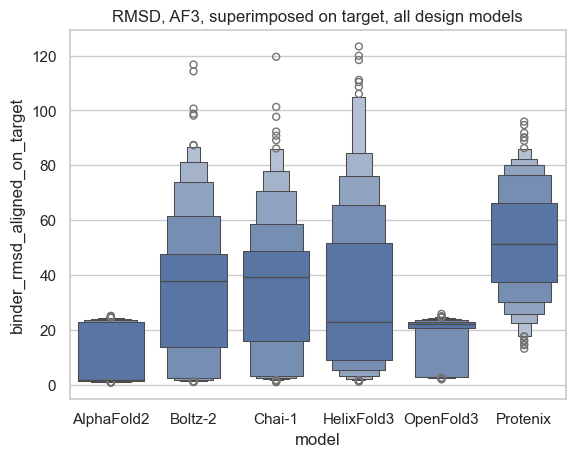 RMSD, AF3, superimposed on target, all design models
binder_rmsd_aligned_on_target
120
100
80
60
40
20
0
AlphaFold2 Boltz-2 Chai-1 HelixFold3 OpenFold3 Protenix
model